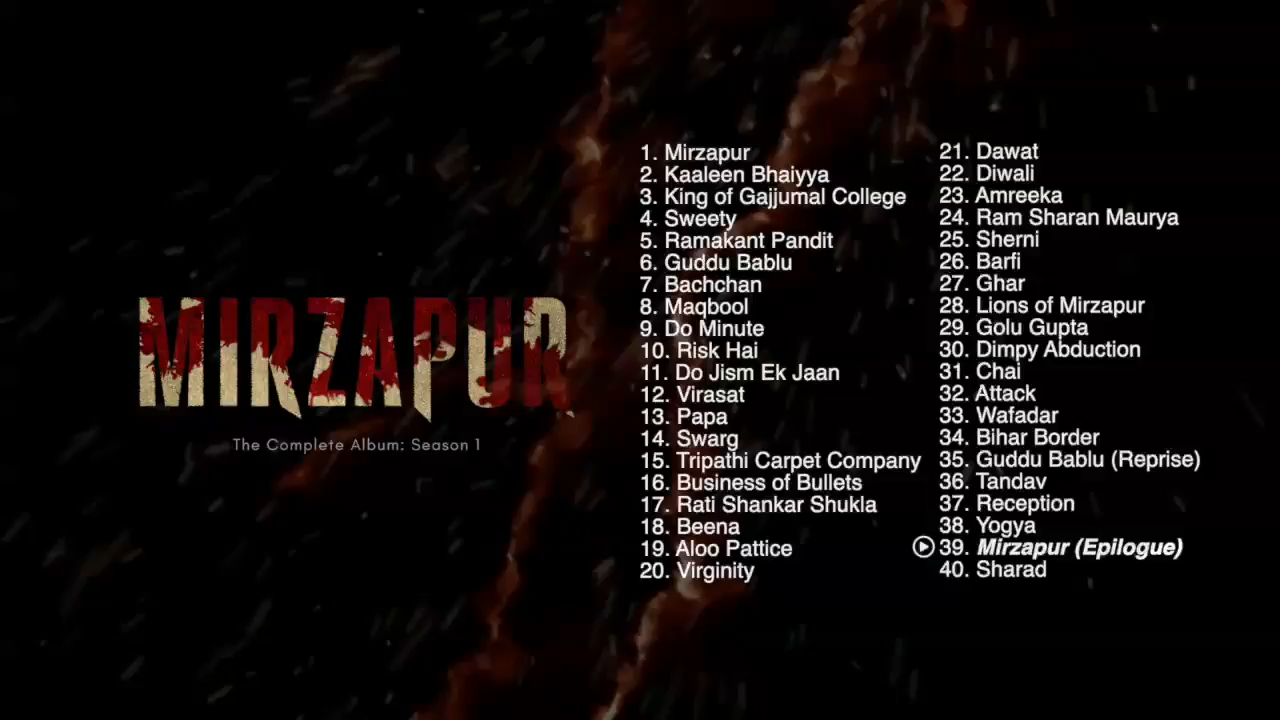 MIRZAPUR
The Complete Album: Season 1
1. Mirzapur
2. Kaaleen Bhaiyya
3. King of Gajjumal College
4. Sweety
5. Ramakant Pandit
6. Guddu Bablu
7. Bachchan
8. Maqbool
9. Do Minute
10. Risk Hai
11. Do Jism Ek Jaan
12. Virasat
13. Papa
14. Swarg
15. Tripathi Carpet Company
16. Business of Bullets
17. Rati Shankar Shukla
18. Beena
19. Aloo Pattice
20. Virginity
21. Dawat
22. Diwali
23. Amreeka
24. Ram Sharan Maurya
25. Sherni
26. Barfi
27. Ghar
28. Lions of Mirzapur
29. Golu Gupta
30. Dimpy Abduction
31. Chai
32. Attack
33. Wafadar
34. Bihar Border
35. Guddu Bablu (Reprise)
36. Tandav
37. Reception
38. Yogya
39. Mirzapur (Epilogue)
40. Sharad